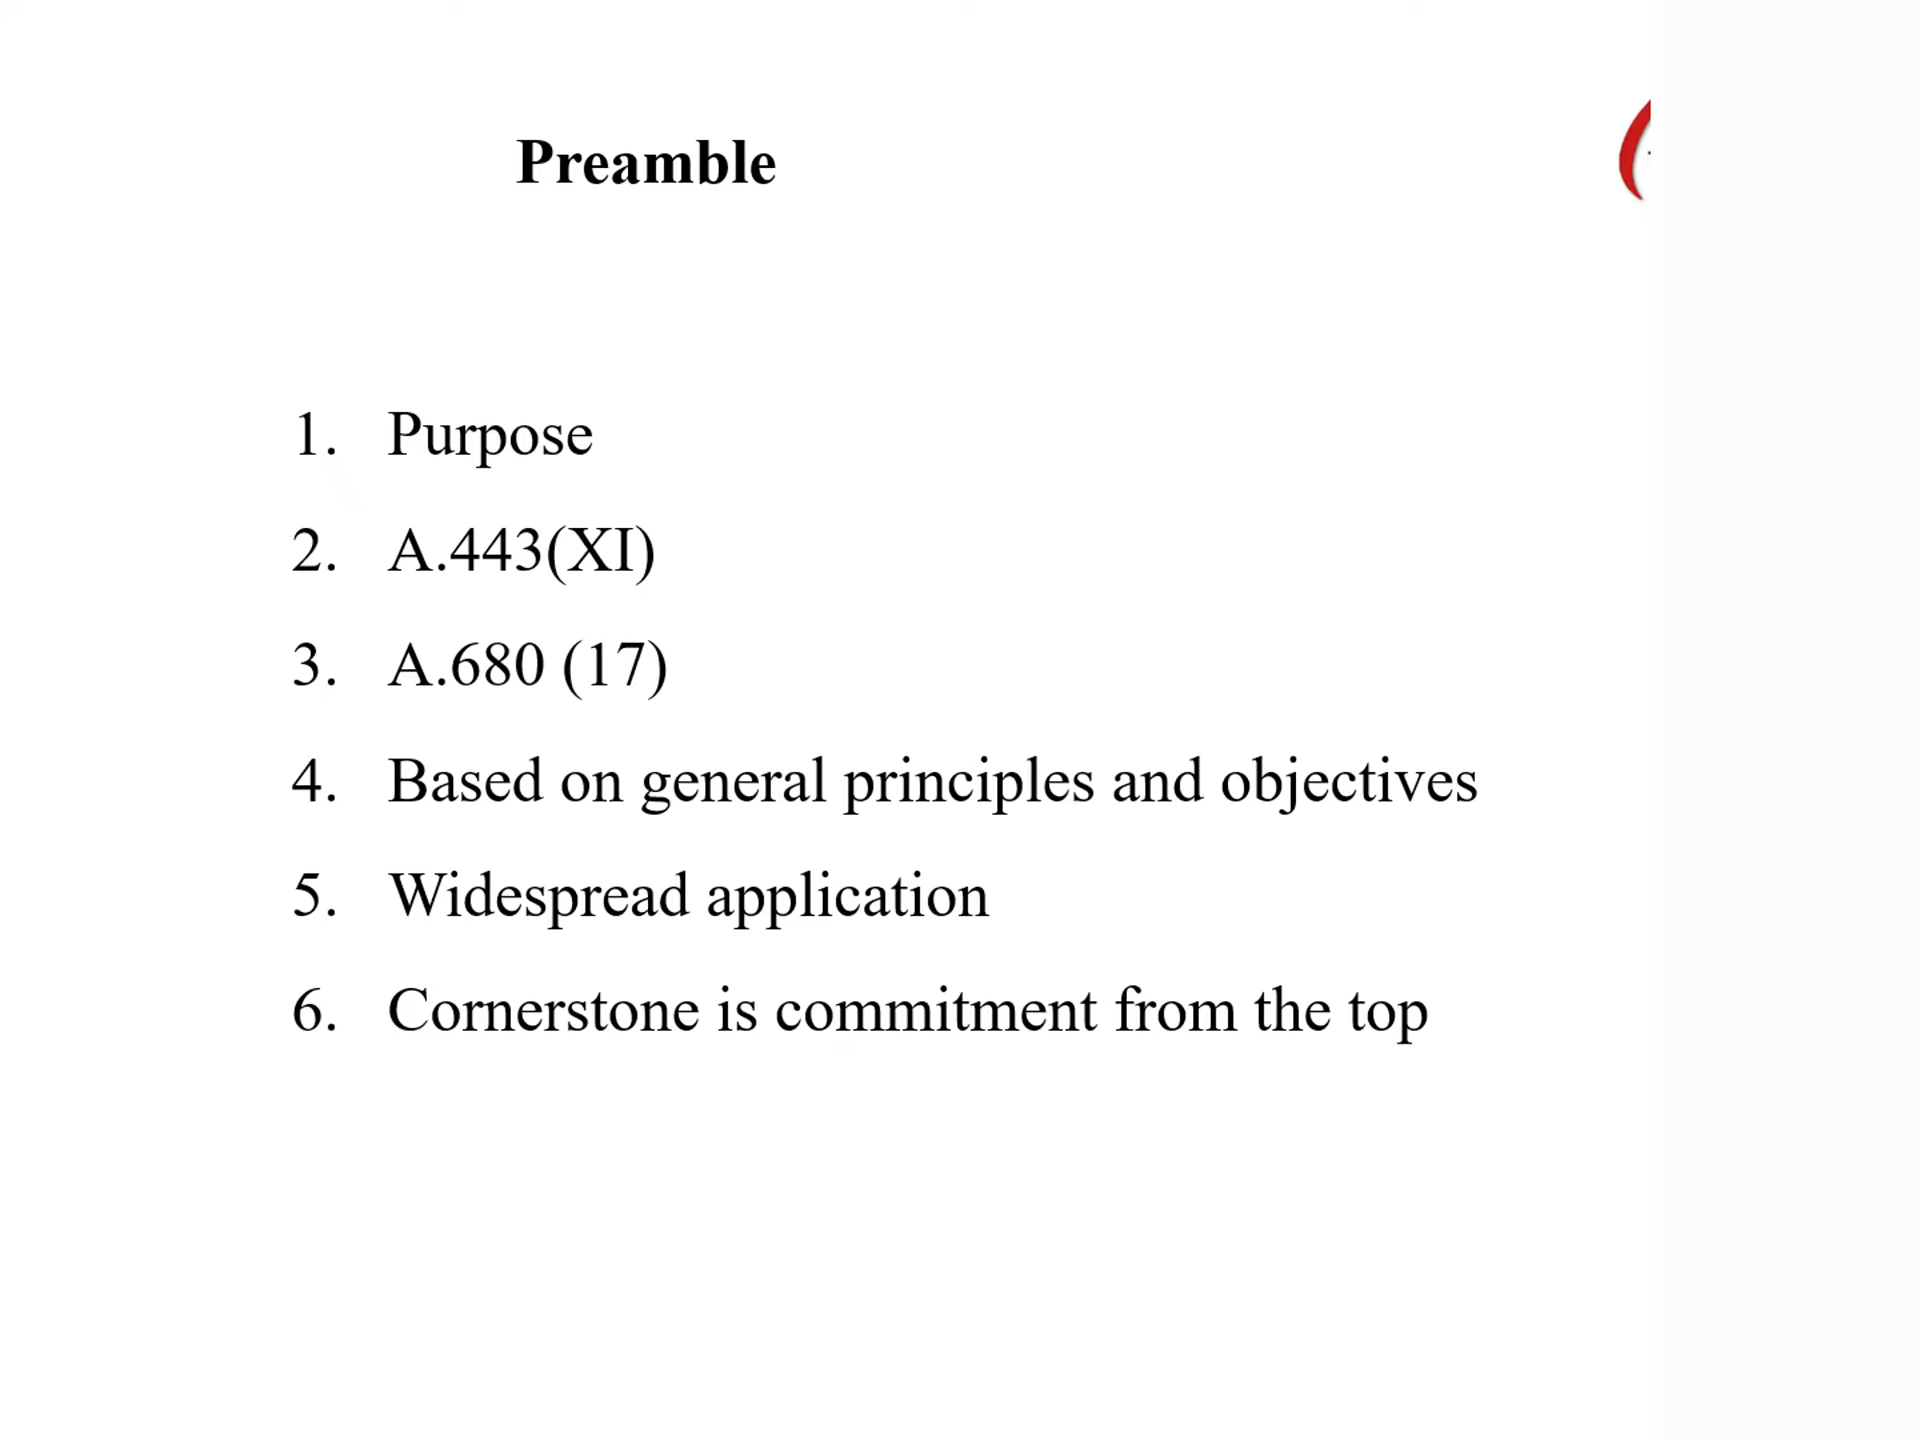 Preamble
1. Purpose
2. A.443(XI)
3. A.680 (17)
4. Based on general principles and objectives
5. Widespread application
6. Cornerstone is commitment from the top